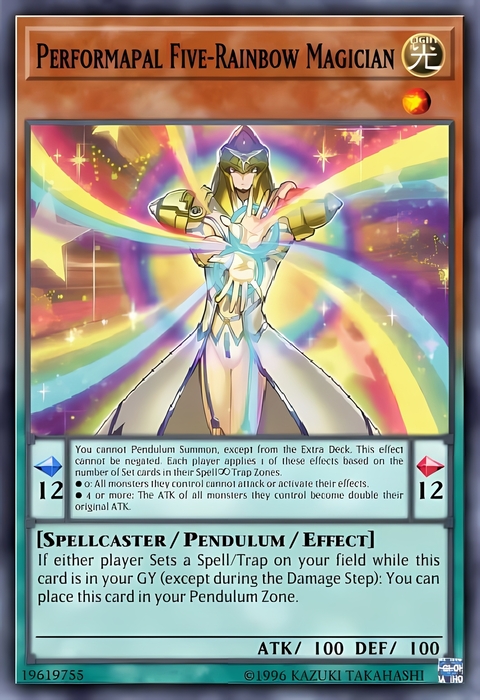 PERFORMAPAL FIVE-RAINBOW MAGICIAN
光
You cannot Pendulum Summon, except from the Extra Deck. This effect
cannot be negated. Each player applies 1 of these effects based on the
number of Set cards in their Spell∞Trap Zones.
● 0: All monsters they control cannot attack or activate their effects.
● 4 or more: The ATK of all monsters they control become double their
original ATK.
12
12
[SPELLCASTER / PENDULUM / EFFECT]
If either player Sets a Spell/Trap on your field while this
card is in your GY (except during the Damage Step): You can
place this card in your Pendulum Zone.
ATK/ 100 DEF/ 100
19619755
©1996 KAZUKI TAKAHASHI